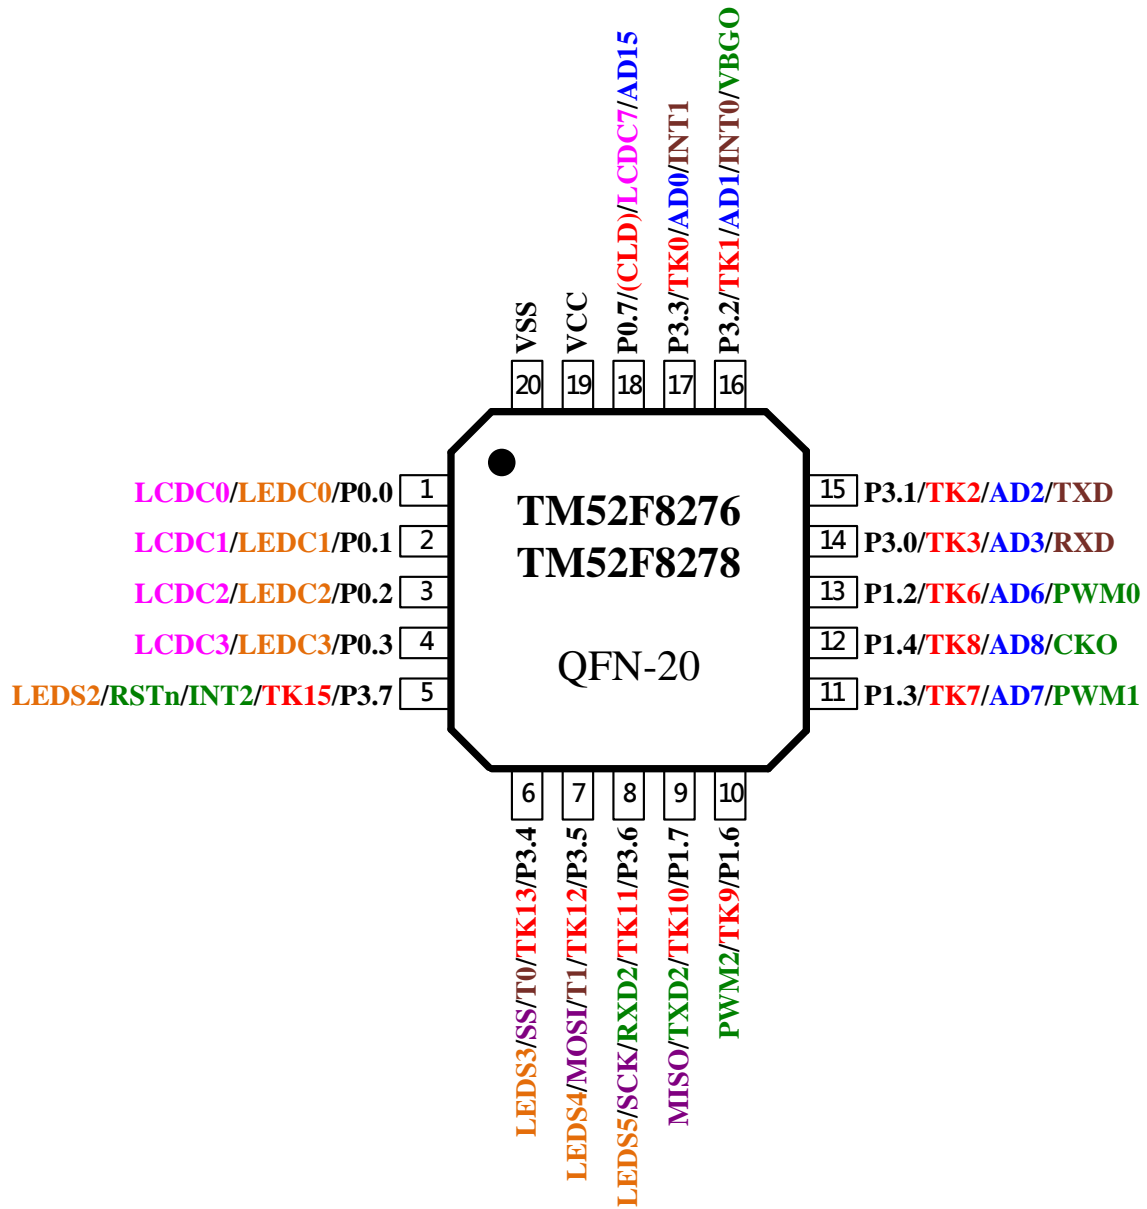 P0.7/(CLD)/LCDC7/AD15
P3.3/TK0/AD0/INT1
P3.2/TK1/AD1/INT0/VBGO
VSS
VCC
20
19
18
17
16
LCDC0/LEDC0/P0.0 1
LCDC1/LEDC1/P0.1 2
LCDC2/LEDC2/P0.2 3
LCDC3/LEDC3/P0.3 4
LEDS2/RSTn/INT2/TK15/P3.7 5
TM52F8276
TM52F8278
QFN-20
15 P3.1/TK2/AD2/TXD
14 P3.0/TK3/AD3/RXD
13 P1.2/TK6/AD6/PWM0
12 P1.4/TK8/AD8/CKO
11 P1.3/TK7/AD7/PWM1
6
7
8
9
10
LEDS3/SS/T0/TK13/P3.4
LEDS4/MOSI/T1/TK12/P3.5
LEDS5/SCK/RXD2/TK11/P3.6
MISO/TXD2/TK10/P1.7
PWM2/TK9/P1.6